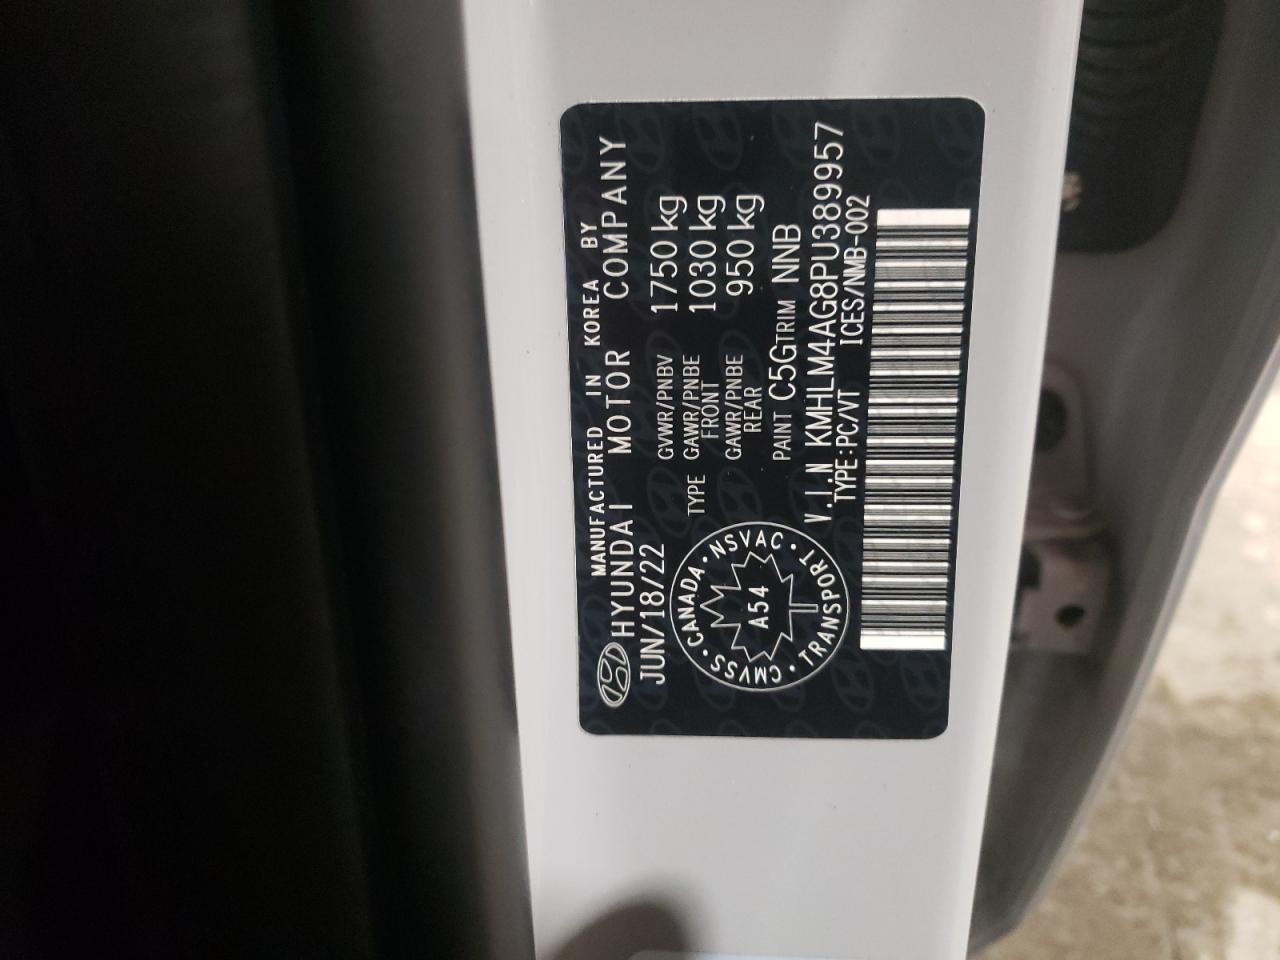 MANUFACTURED IN KOREA BY
HYUNDAI MOTOR COMPANY
JUN/18/22
GVWR/PNBV 1750 kg
TYPE GAWR/PNBE FRONT 1030 kg
GAWR/PNBE REAR 950 kg
PAINT C5G TRIM NNB
V.I.N KMHLM4AG8PU389957
TYPE:PC/VT ICES/NMB-002
CANADA · NSVAC · TRANSPORT · CMVSS ·
A54